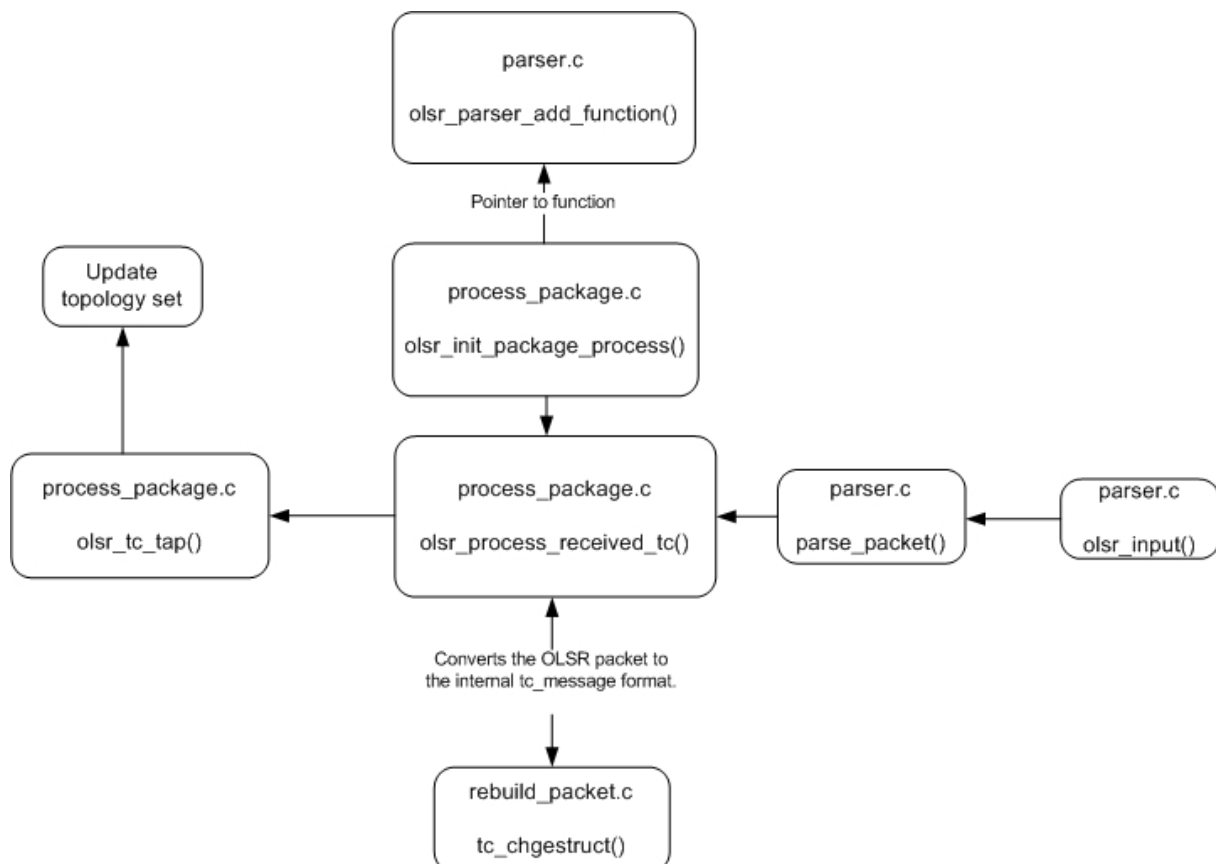 parser.c
olsr_parser_add_function()
Pointer to function
process_package.c
olsr_init_package_process()
Update
topology set
process_package.c
olsr_tc_tap()
process_package.c
olsr_process_received_tc()
parser.c
parse_packet()
parser.c
olsr_input()
Converts the OLSR packet to
the internal tc_message format.
rebuild_packet.c
tc_chgestruct()